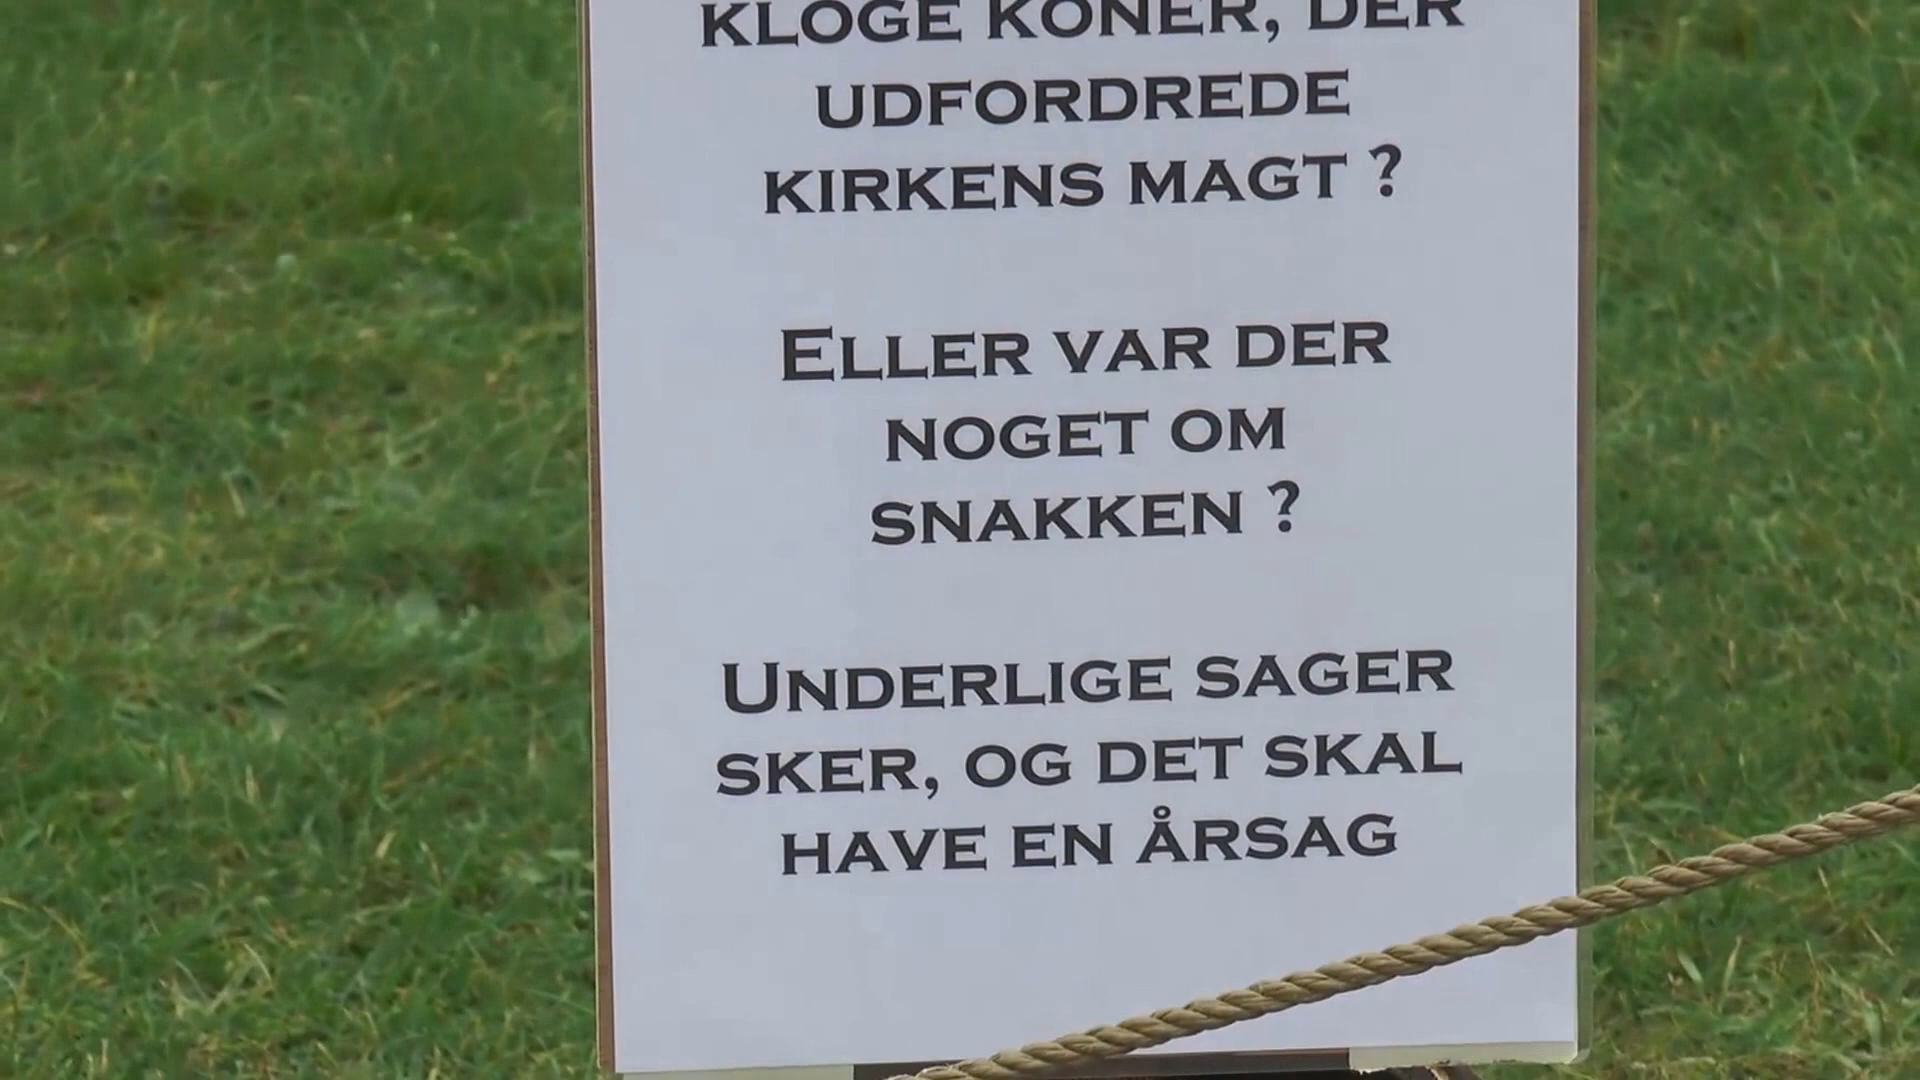 KLOGE KONER, DER
UDFORDREDE
KIRKENS MAGT ?
ELLER VAR DER
NOGET OM
SNAKKEN ?
UNDERLIGE SAGER
SKER, OG DET SKAL
HAVE EN ÅRSAG